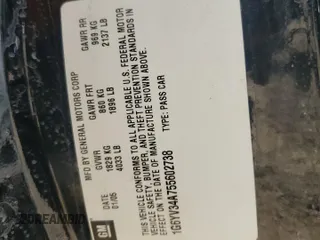 GM
MFD BY GENERAL MOTORS CORP
DATE GVWR GAWR FRT GAWR RR
01/05 1829 KG 860 KG 969 KG
4033 LB 1896 LB 2137 LB
THIS VEHICLE CONFORMS TO ALL APPLICABLE U.S. FEDERAL MOTOR
VEHICLE SAFETY, BUMPER, AND THEFT PREVENTION STANDARDS IN
EFFECT ON THE DATE OF MANUFACTURE SHOWN ABOVE.
1G6YV34A755602738 TYPE: PASS CAR